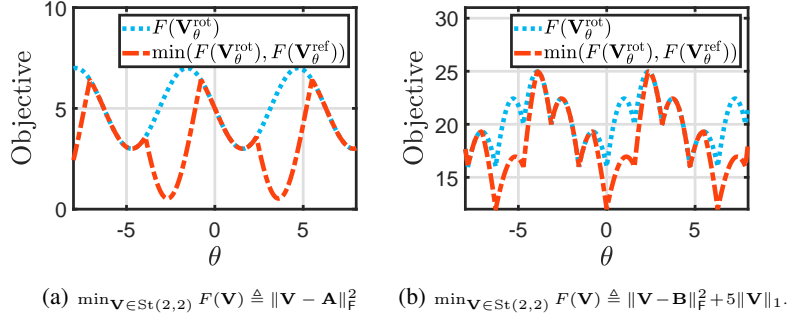 10
5
0
Objective
-5 0 5
θ
F(V_θ^rot)
min(F(V_θ^rot), F(V_θ^ref))
30
25
20
15
Objective
-5 0 5
θ
F(V_θ^rot)
min(F(V_θ^rot), F(V_θ^ref))
(a) min_{V∈St(2,2)} F(V) ≜ ‖V − A‖_F^2
(b) min_{V∈St(2,2)} F(V) ≜ ‖V−B‖_F^2+5‖V‖_1.